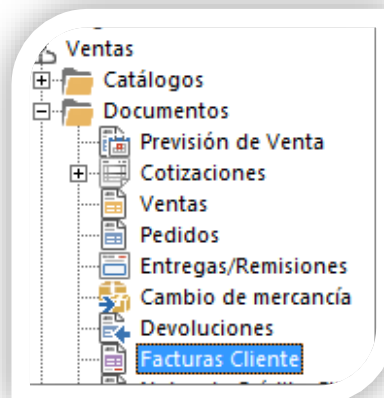 Ventas
Catálogos
Documentos
Previsión de Venta
Cotizaciones
Ventas
Pedidos
Entregas/Remisiones
Cambio de mercancía
Devoluciones
Facturas Cliente